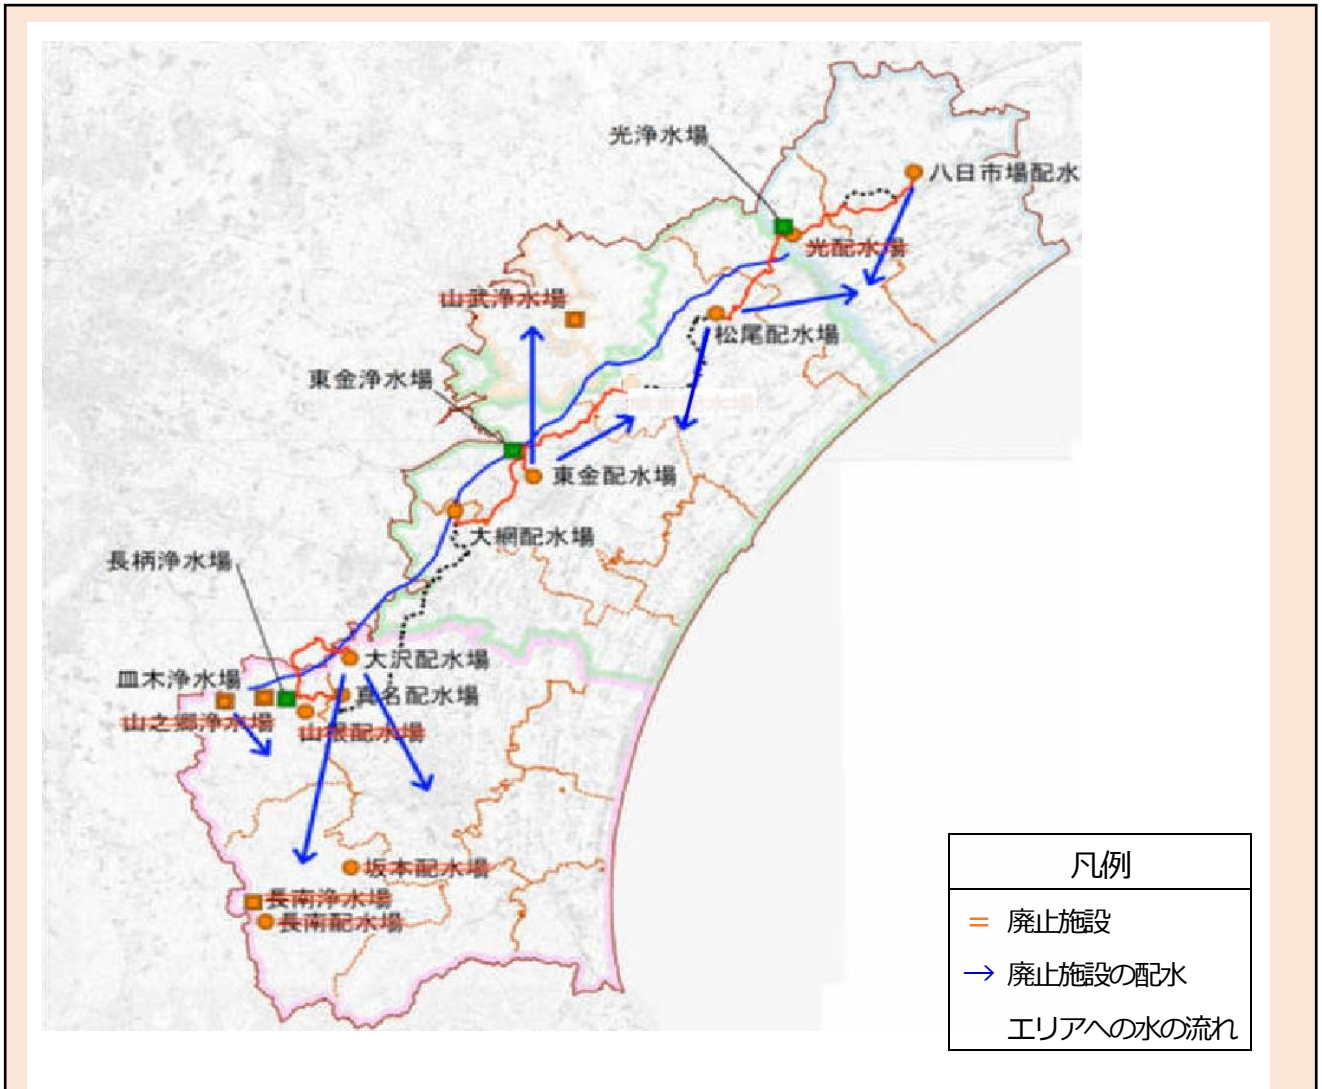 光浄水場
八日市場配水
光配水場
山武浄水場
松尾配水場
東金浄水場
東金配水場
大網配水場
長柄浄水場
大沢配水場
皿木浄水場
真名配水場
山之郷浄水場
山根配水場
坂本配水場
長南浄水場
長南配水場
凡例
= 廃止施設
→ 廃止施設の配水
エリアへの水の流れ